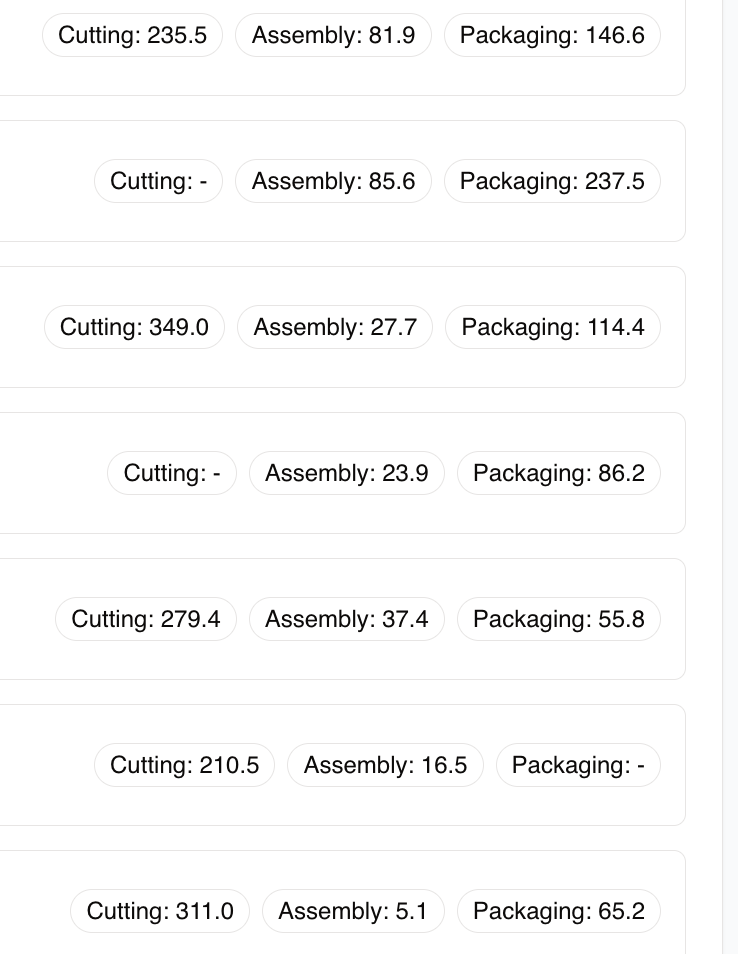 Cutting: 235.5 Assembly: 81.9 Packaging: 146.6
Cutting: - Assembly: 85.6 Packaging: 237.5
Cutting: 349.0 Assembly: 27.7 Packaging: 114.4
Cutting: - Assembly: 23.9 Packaging: 86.2
Cutting: 279.4 Assembly: 37.4 Packaging: 55.8
Cutting: 210.5 Assembly: 16.5 Packaging: -
Cutting: 311.0 Assembly: 5.1 Packaging: 65.2